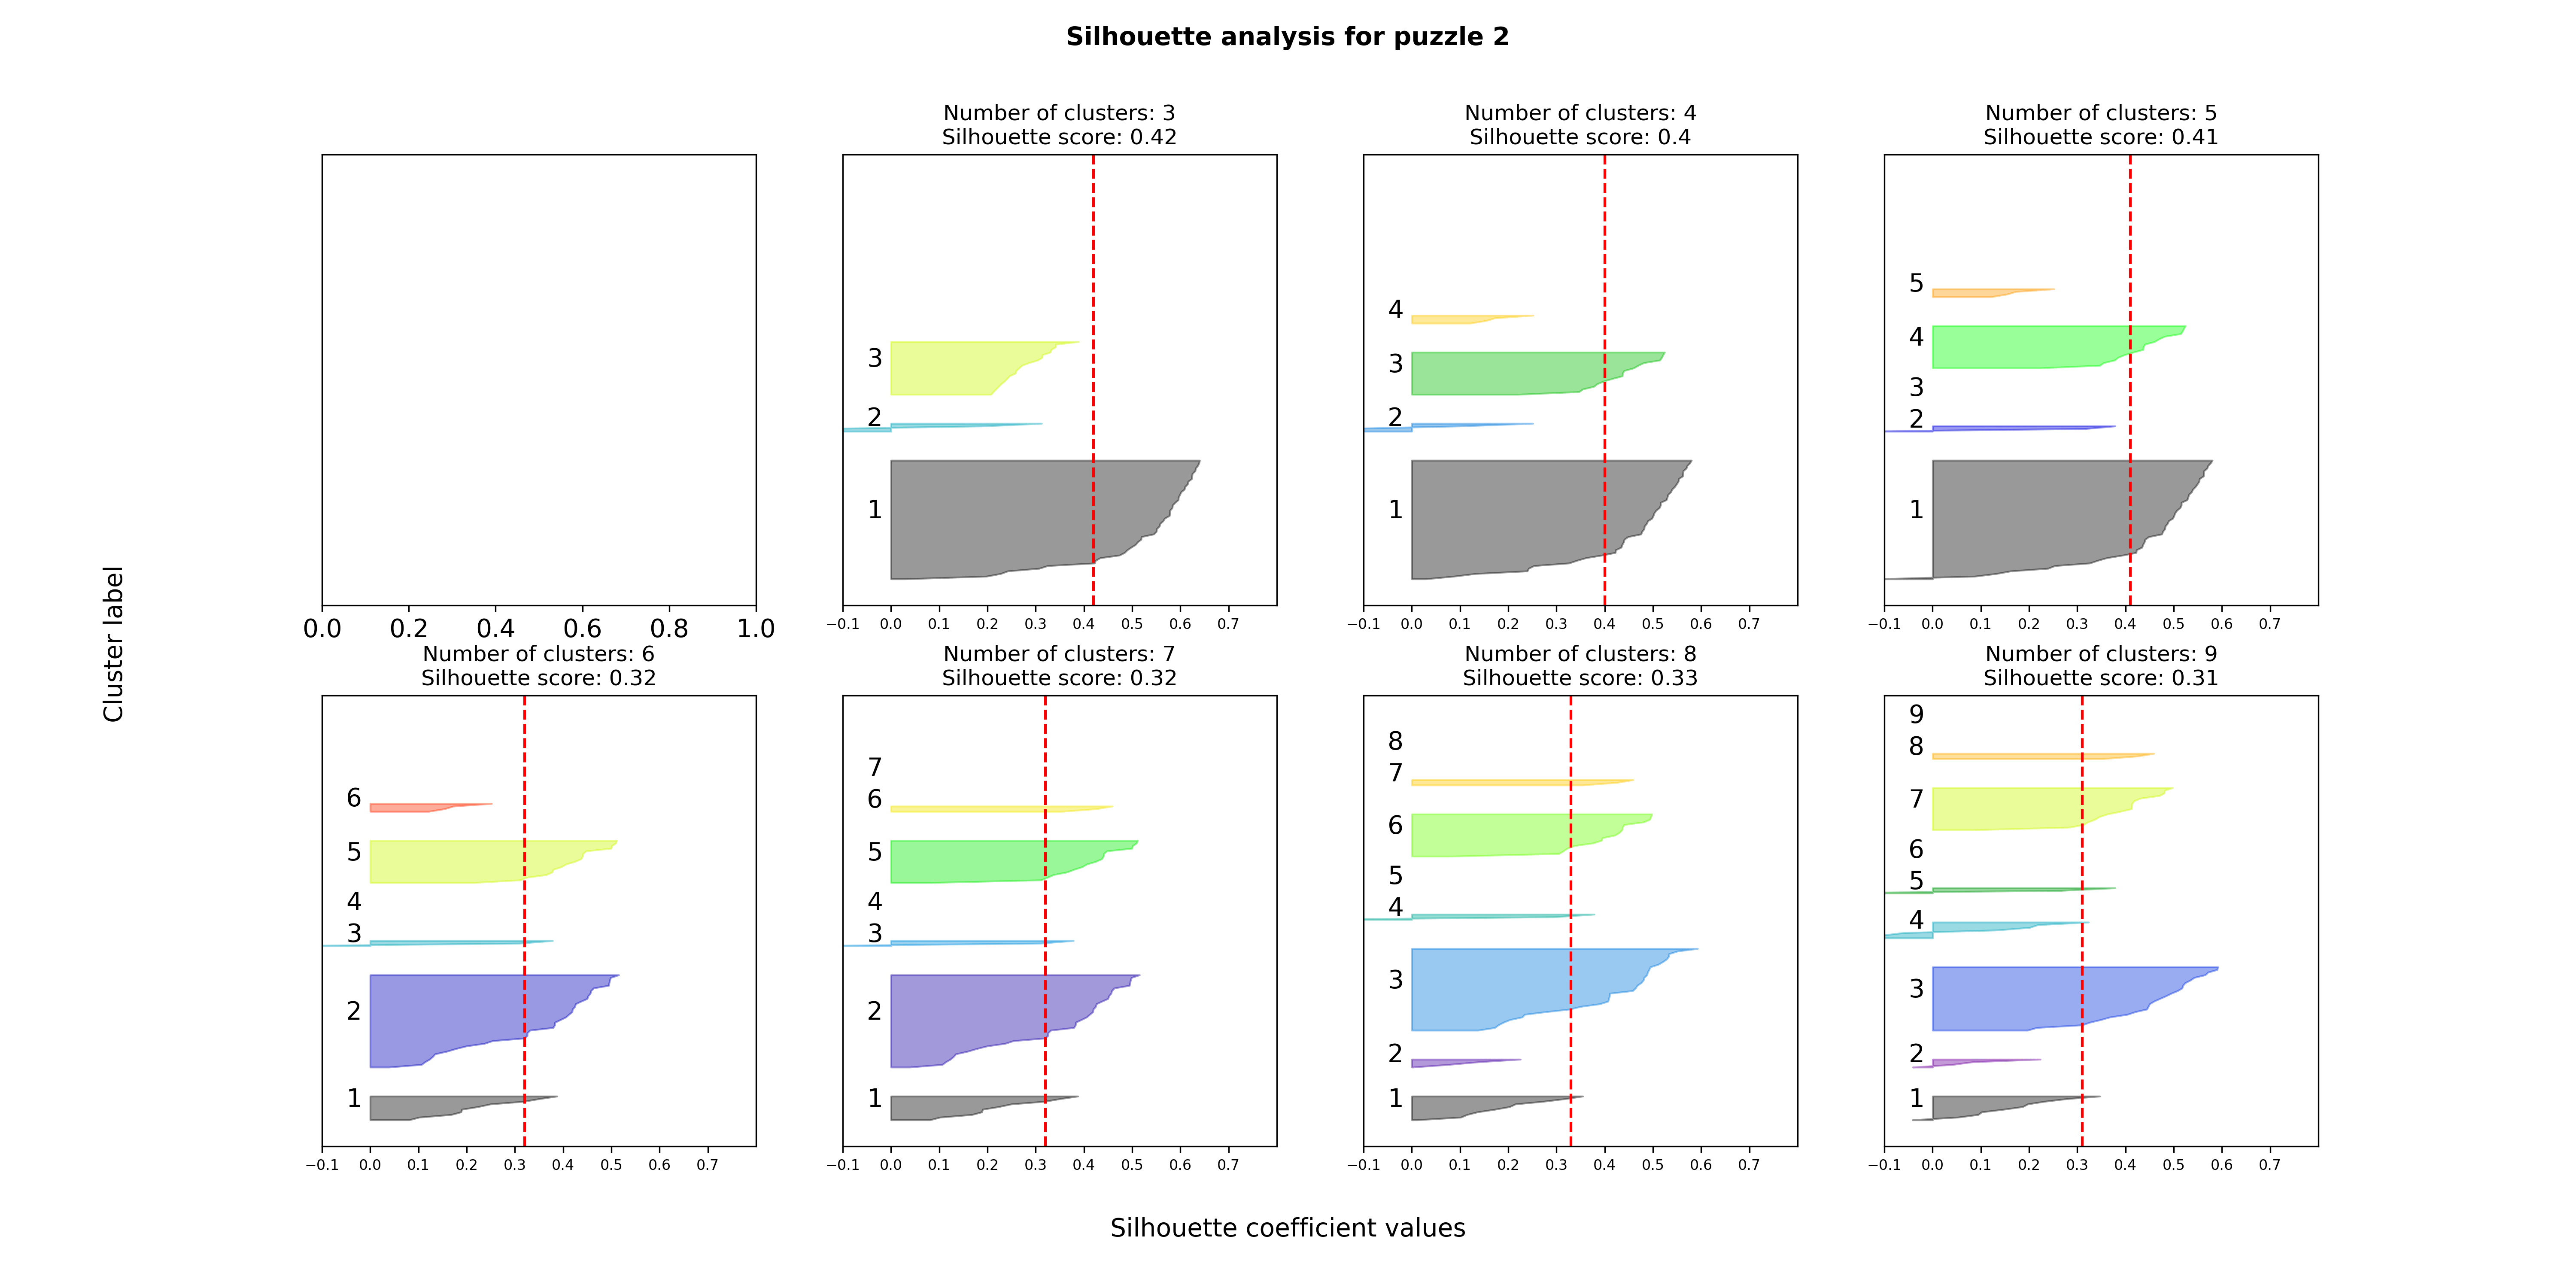 Silhouette analysis for puzzle 2
Number of clusters: 3
Silhouette score: 0.42
Number of clusters: 4
Silhouette score: 0.4
Number of clusters: 5
Silhouette score: 0.41
0.0 0.2 0.4 0.6 0.8 1.0
3
2
1
−0.1 0.0 0.1 0.2 0.3 0.4 0.5 0.6 0.7
4
3
2
1
−0.1 0.0 0.1 0.2 0.3 0.4 0.5 0.6 0.7
5
4
3
2
1
−0.1 0.0 0.1 0.2 0.3 0.4 0.5 0.6 0.7
Cluster label
Number of clusters: 6
Silhouette score: 0.32
6
5
4
3
2
1
−0.1 0.0 0.1 0.2 0.3 0.4 0.5 0.6 0.7
Number of clusters: 7
Silhouette score: 0.32
7
6
5
4
3
2
1
−0.1 0.0 0.1 0.2 0.3 0.4 0.5 0.6 0.7
Number of clusters: 8
Silhouette score: 0.33
8
7
6
5
4
3
2
1
−0.1 0.0 0.1 0.2 0.3 0.4 0.5 0.6 0.7
Number of clusters: 9
Silhouette score: 0.31
9
8
7
6
5
4
3
2
1
−0.1 0.0 0.1 0.2 0.3 0.4 0.5 0.6 0.7
Silhouette coefficient values